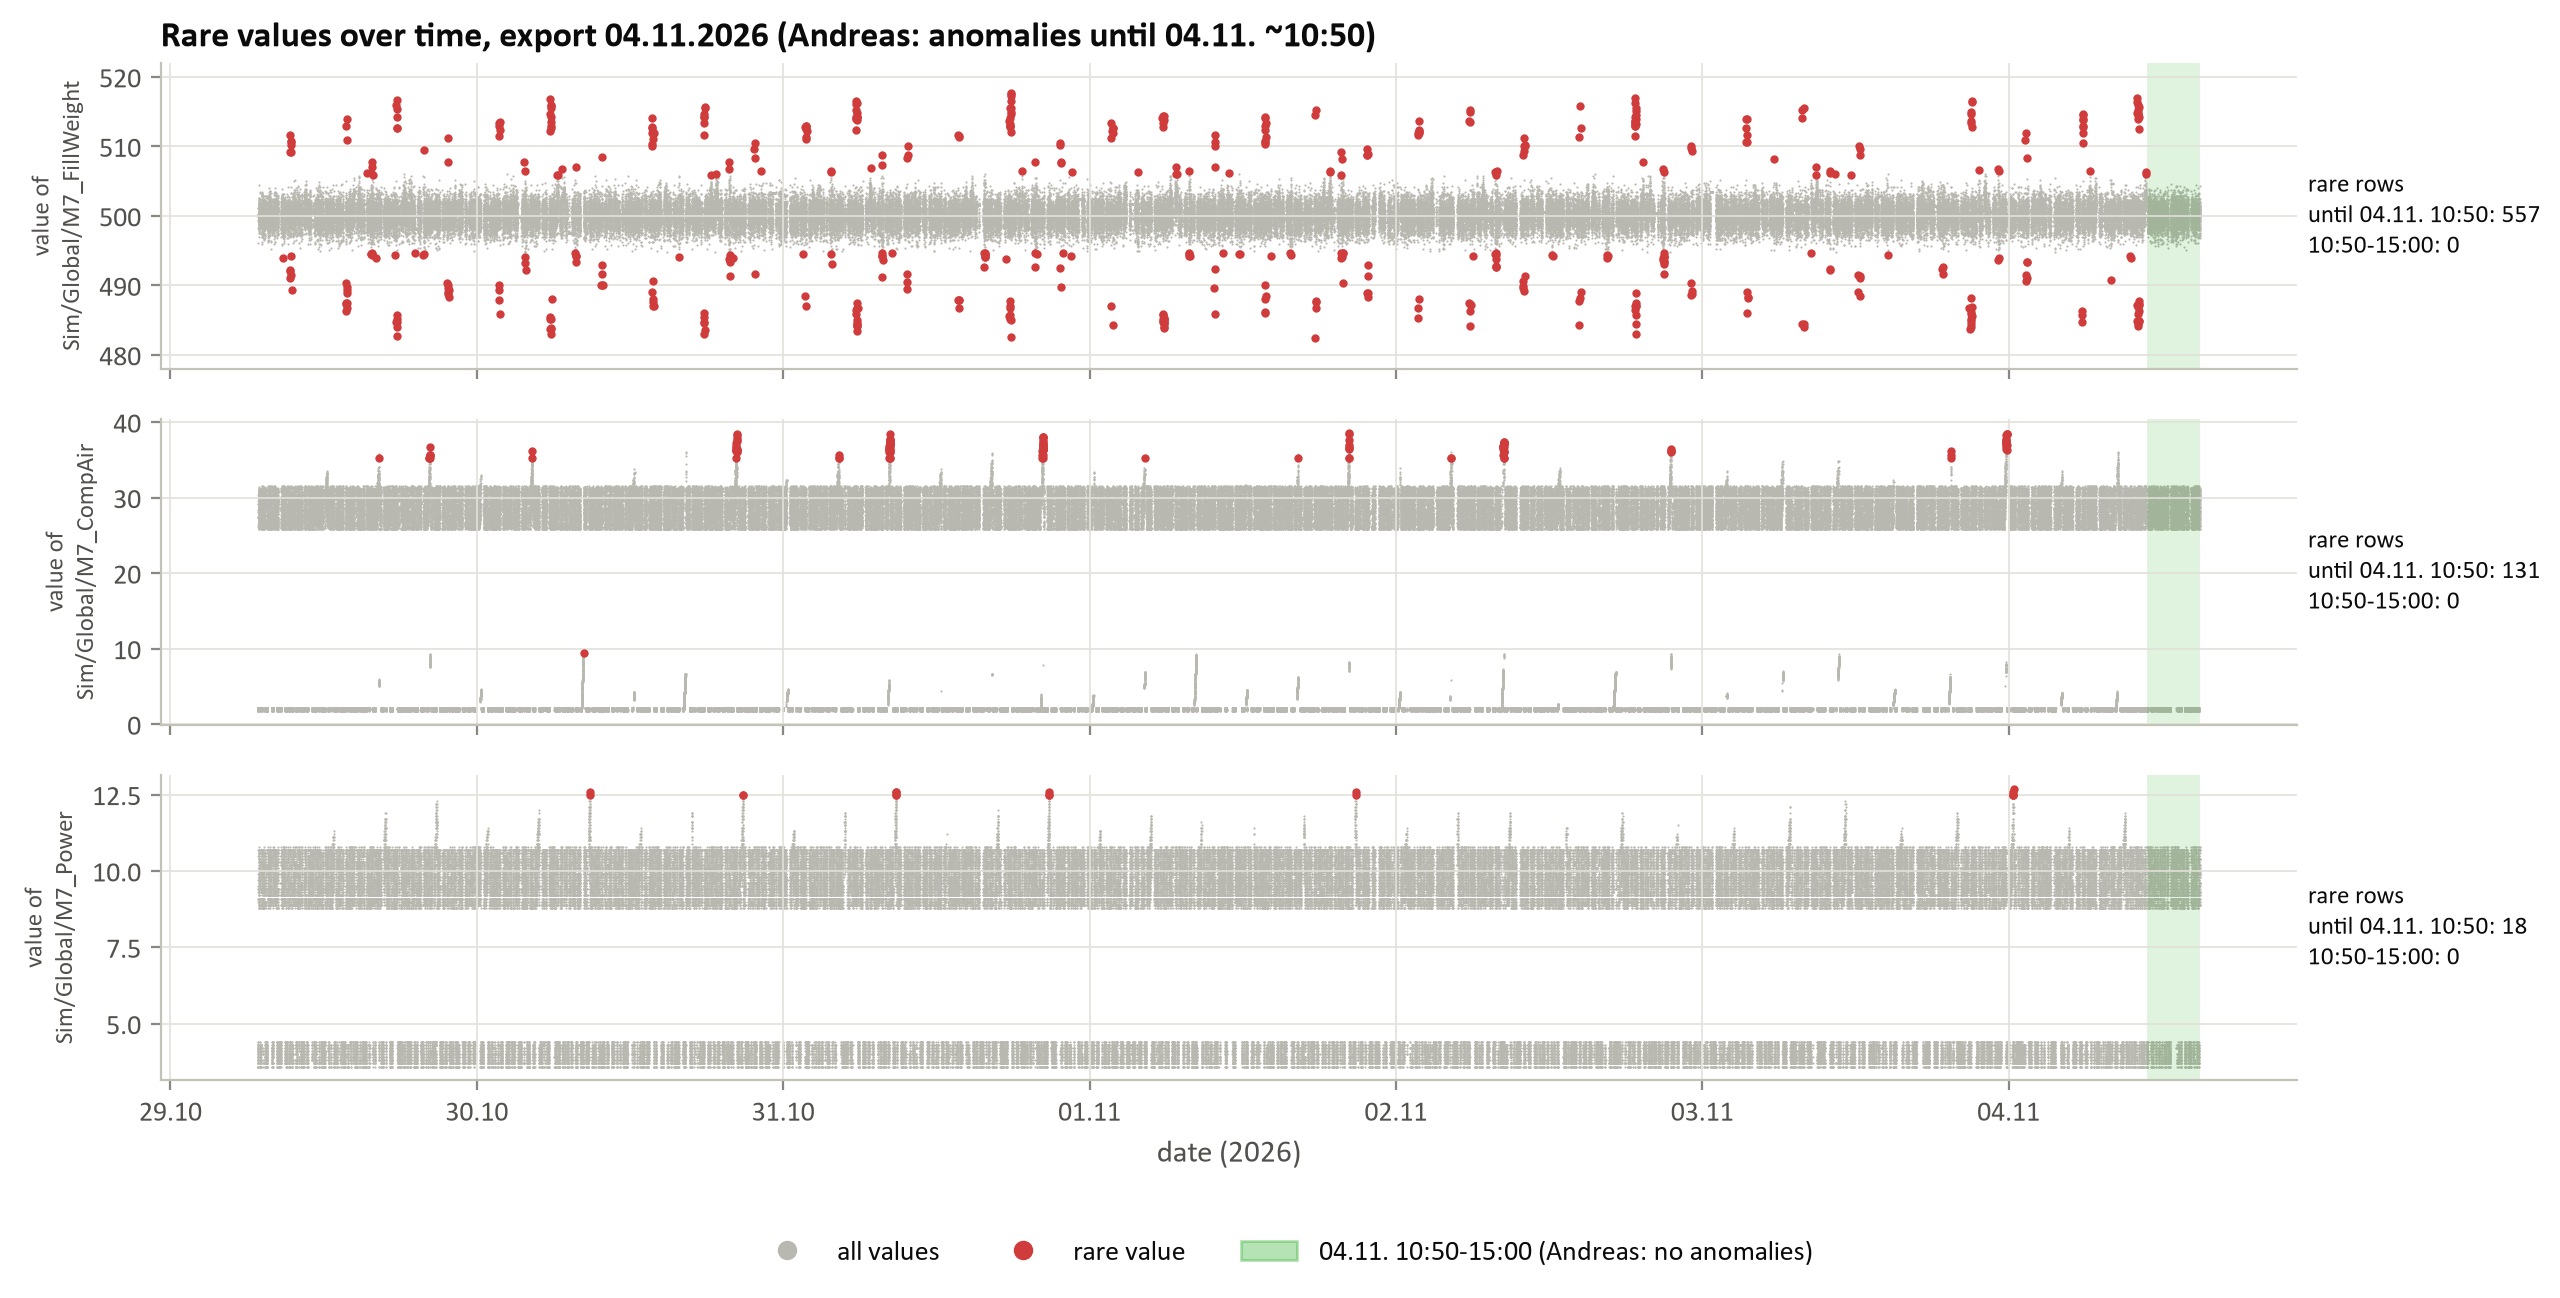 Rare values over time, export 04.11.2026 (Andreas: anomalies until 04.11. ~10:50)
value of
Sim/Global/M7_FillWeight
520
510
500
490
480
rare rows
until 04.11. 10:50: 557
10:50-15:00: 0
value of
Sim/Global/M7_CompAir
40
30
20
10
0
rare rows
until 04.11. 10:50: 131
10:50-15:00: 0
value of
Sim/Global/M7_Power
12.5
10.0
7.5
5.0
rare rows
until 04.11. 10:50: 18
10:50-15:00: 0
29.10 30.10 31.10 01.11 02.11 03.11 04.11
date (2026)
all values rare value 04.11. 10:50-15:00 (Andreas: no anomalies)